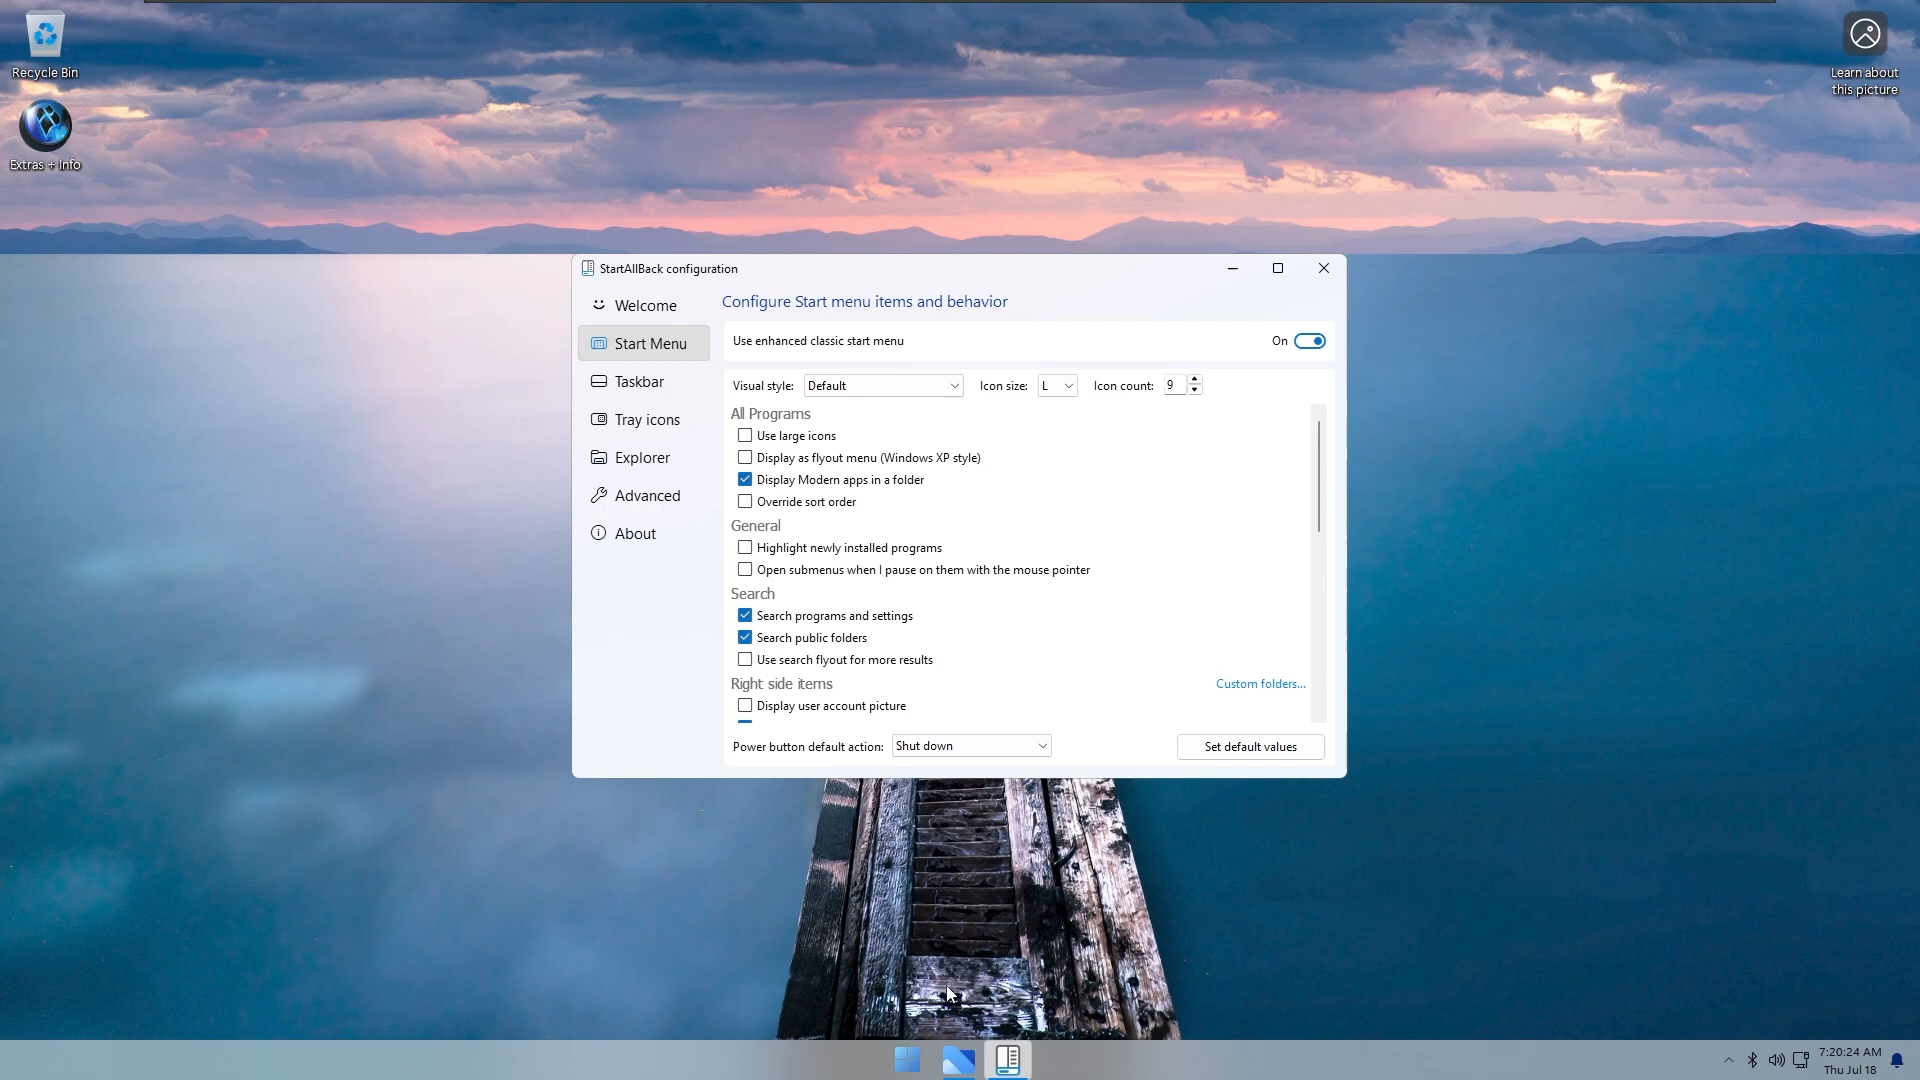 Recycle Bin
Extras + Info
Learn about
this picture
StartAllBack configuration
Welcome
Start Menu
Taskbar
Tray icons
Explorer
Advanced
About
Configure Start menu items and behavior
Use enhanced classic start menu
On
Visual style: Default Icon size: L Icon count: 9
All Programs
Use large icons
Display as flyout menu (Windows XP style)
Display Modern apps in a folder
Override sort order
General
Highlight newly installed programs
Open submenus when I pause on them with the mouse pointer
Search
Search programs and settings
Search public folders
Use search flyout for more results
Right side items Custom folders...
Display user account picture
Power button default action: Shut down Set default values
7:20:24 AM
Thu Jul 18